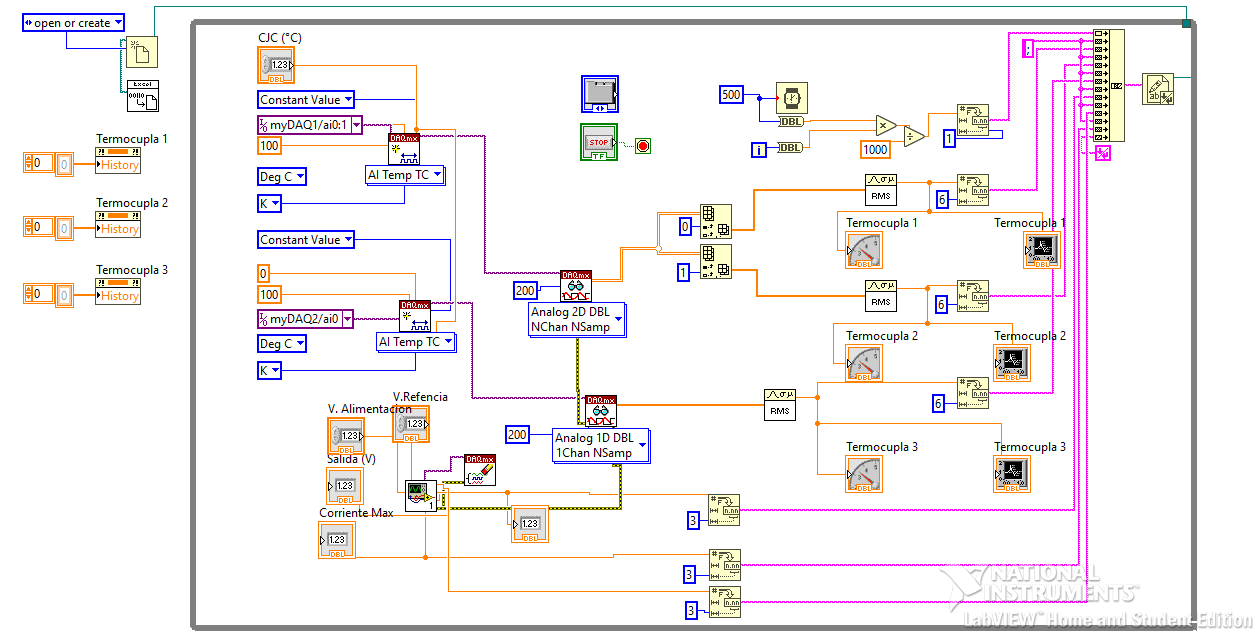 open or create
Excel
Termocupla 1
0
0
History
Termocupla 2
0
0
History
Termocupla 3
0
0
History
CJC (°C)
1.23
DBL
Constant Value
myDAQ1/ai0:1
100
DAQmx
AI Temp TC
Deg C
K
Constant Value
0
100
DAQmx
myDAQ2/ai0
AI Temp TC
Deg C
K
STOP
TF
500
DBL
i
DBL
1000
1
;
0
1
200
DAQmx
Analog 2D DBL
NChan NSamp
RMS
6
Termocupla 1
DBL
Termocupla 1
DBL
RMS
6
Termocupla 2
DBL
Termocupla 2
DBL
200
DAQmx
Analog 1D DBL
1Chan NSamp
RMS
6
Termocupla 3
DBL
Termocupla 3
DBL
V.Refencia
1.23
DBL
V. Alimentacion
1.23
DBL
Salida (V)
1.23
DBL
Corriente Max
1.23
DBL
DAQmx
1
1.23
DBL
3
3
3
NATIONAL
INSTRUMENTS™
LabVIEW™ Home and Student Edition